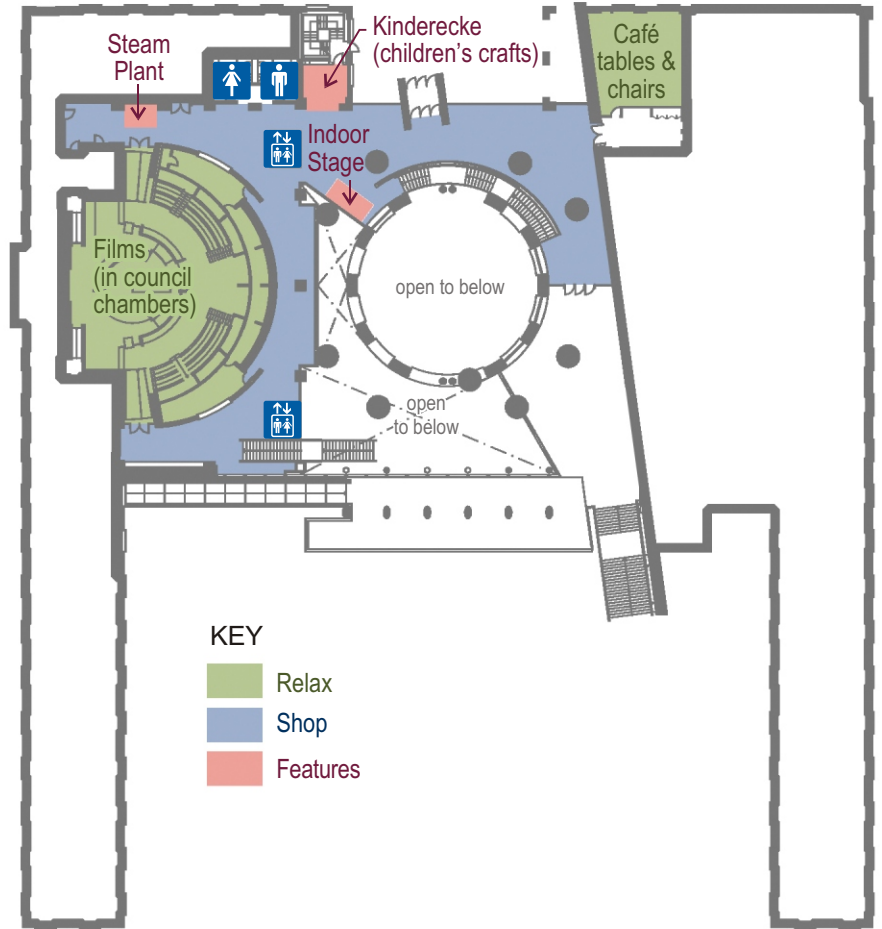 Steam
Plant
Kinderecke
(children's crafts)
Café
tables &
chairs
Indoor
Stage
Films
(in council
chambers)
open to below
open
to below
KEY
Relax
Shop
Features